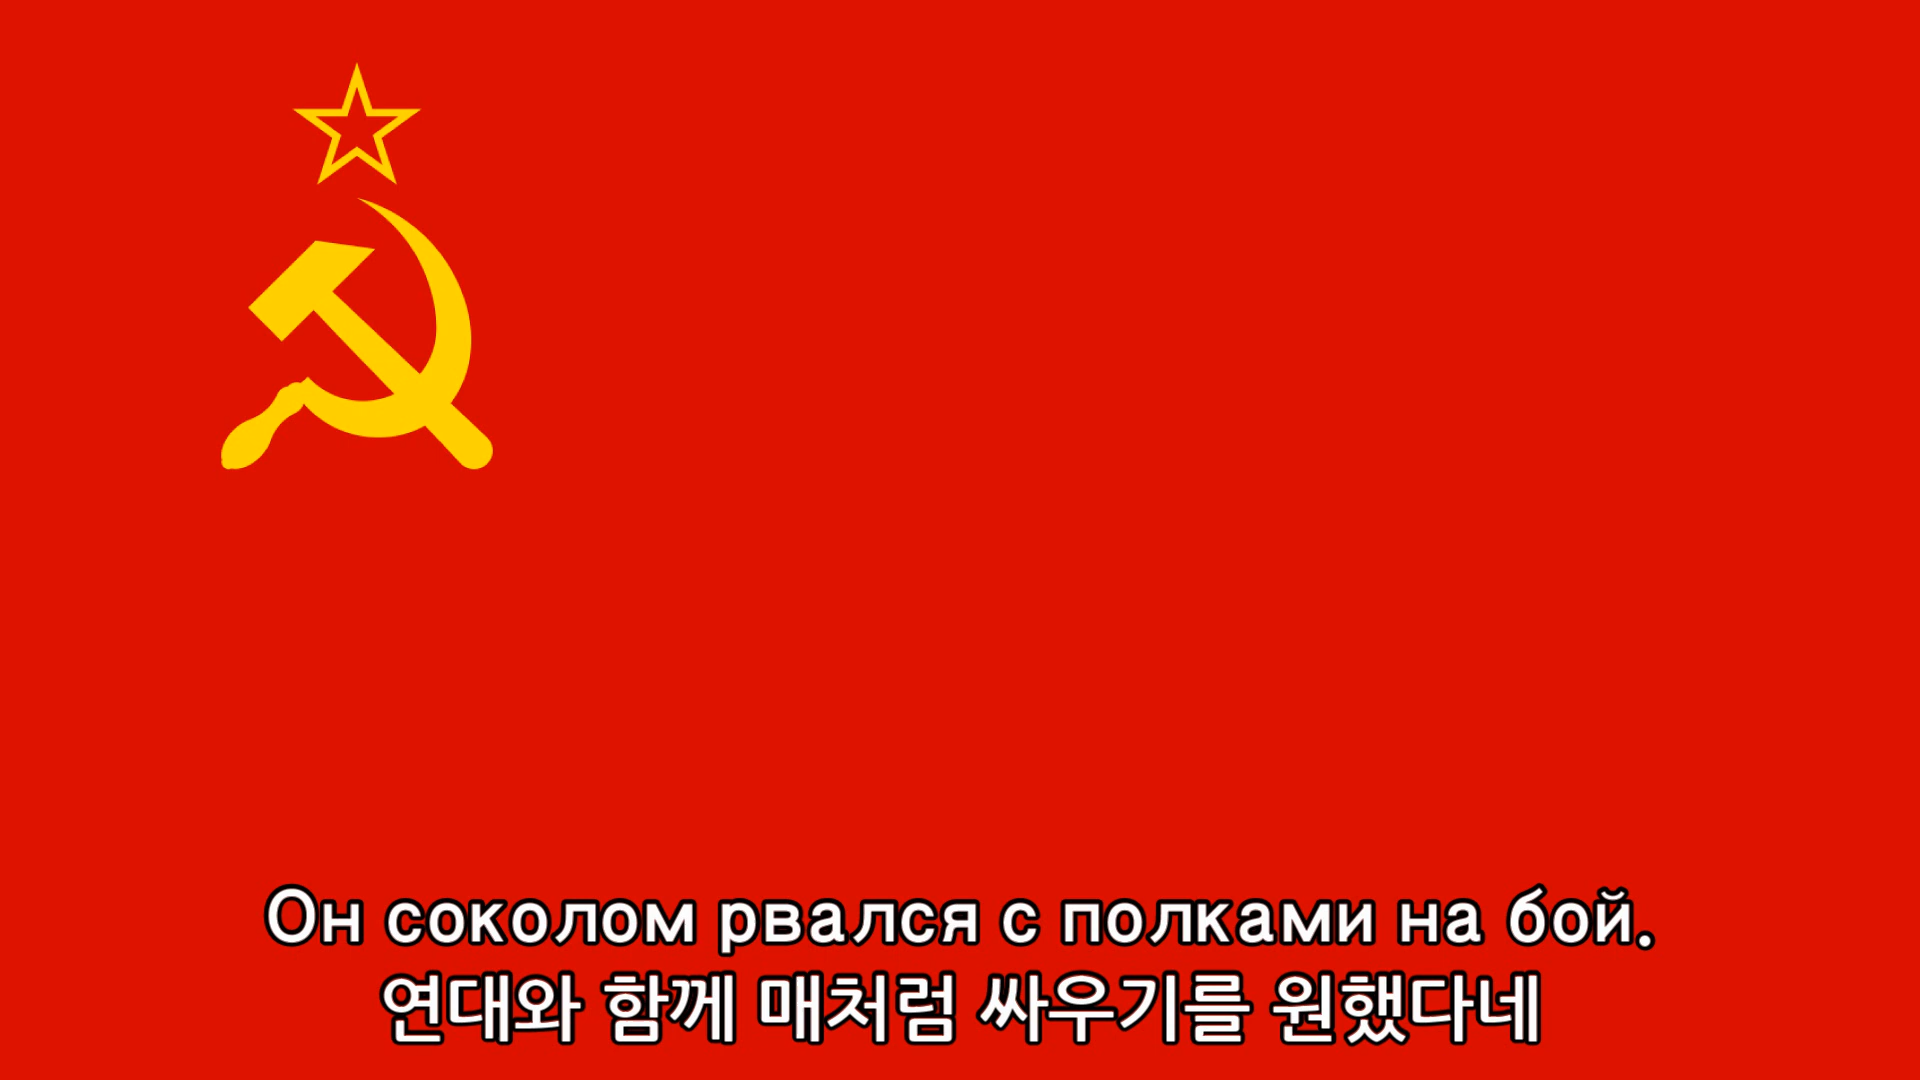 Он соколом рвался с полками на бой.
연대와 함께 매처럼 싸우기를 원했다네